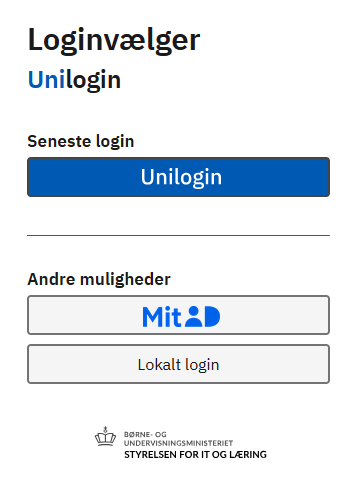 Loginvælger
Unilogin
Seneste login
Unilogin
Andre muligheder
MitID
Lokalt login
BØRNE- OG
UNDERVISNINGSMINISTERIET
STYRELSEN FOR IT OG LÆRING